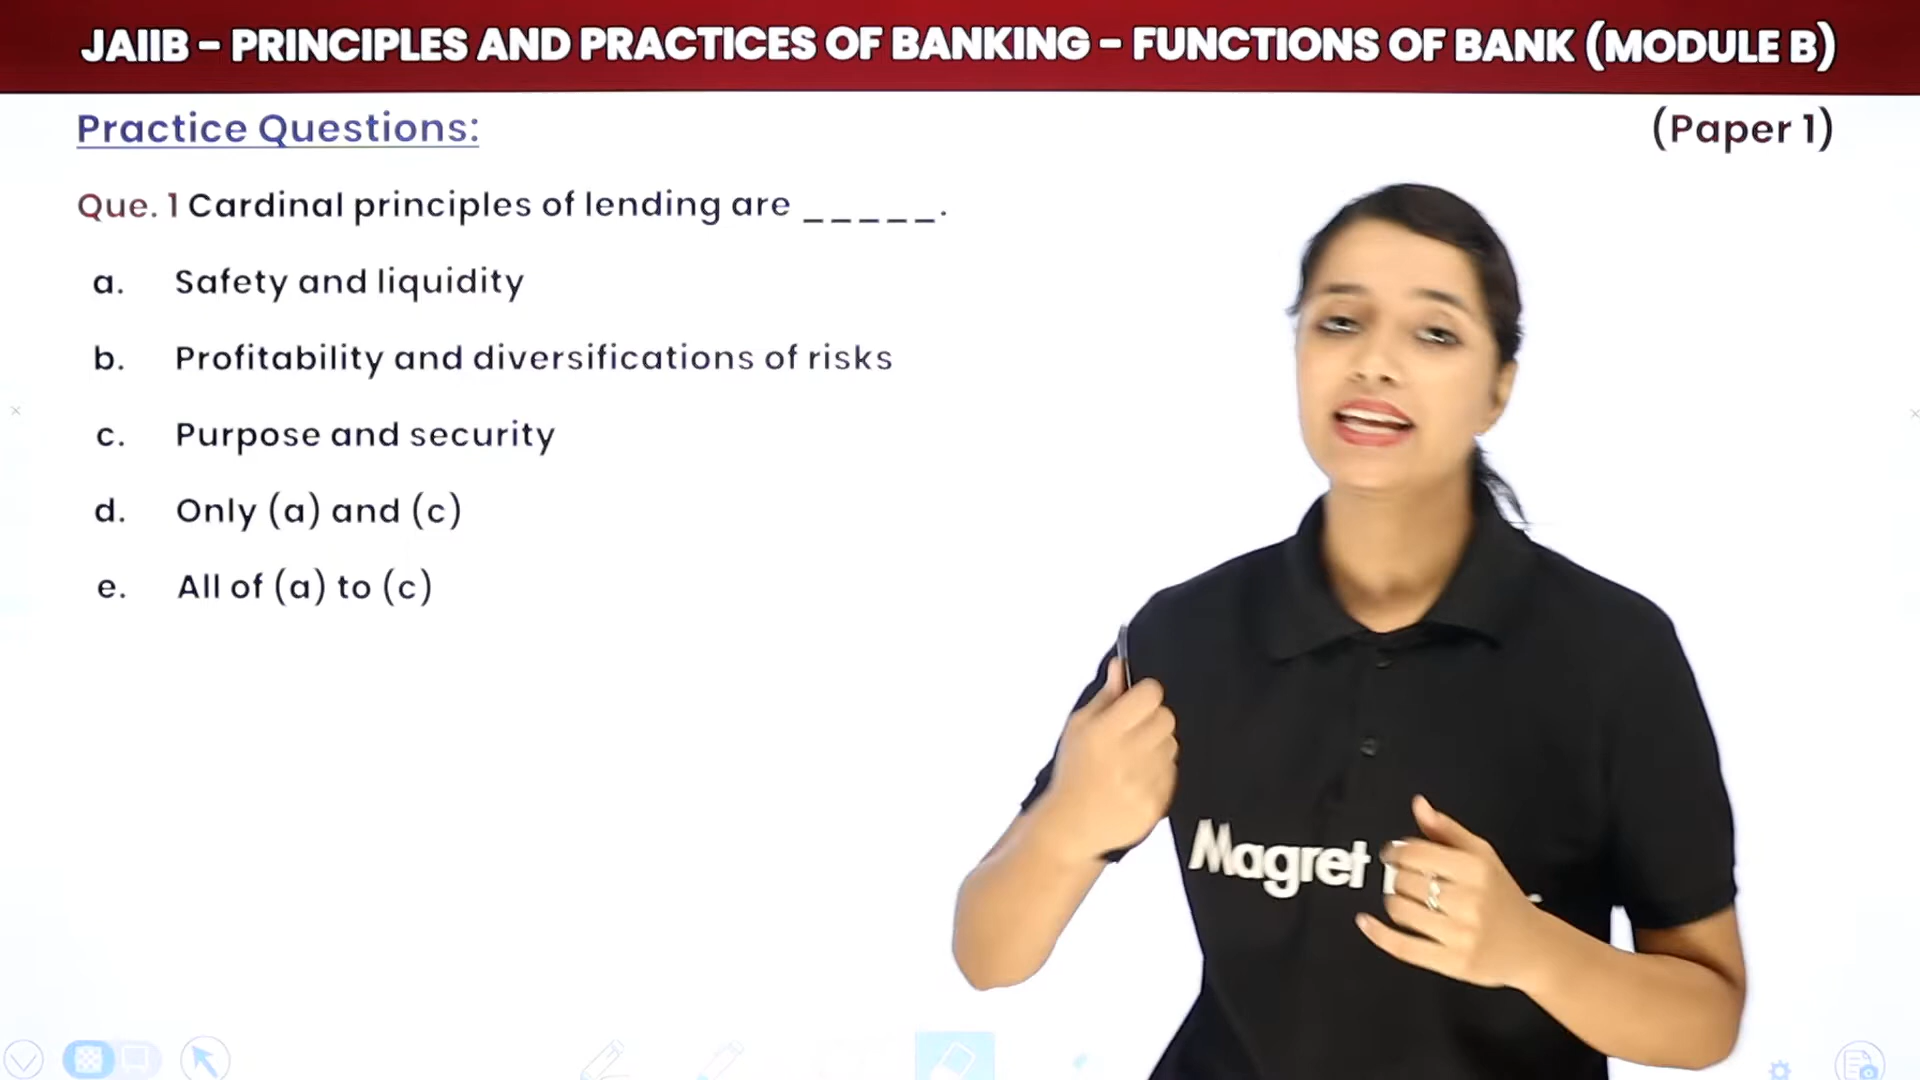 JAIIB - PRINCIPLES AND PRACTICES OF BANKING - FUNCTIONS OF BANK (MODULE B)
Practice Questions:
(Paper 1)
Que. 1 Cardinal principles of lending are _____.
a. Safety and liquidity
b. Profitability and diversifications of risks
c. Purpose and security
d. Only (a) and (c)
e. All of (a) to (c)
Magret